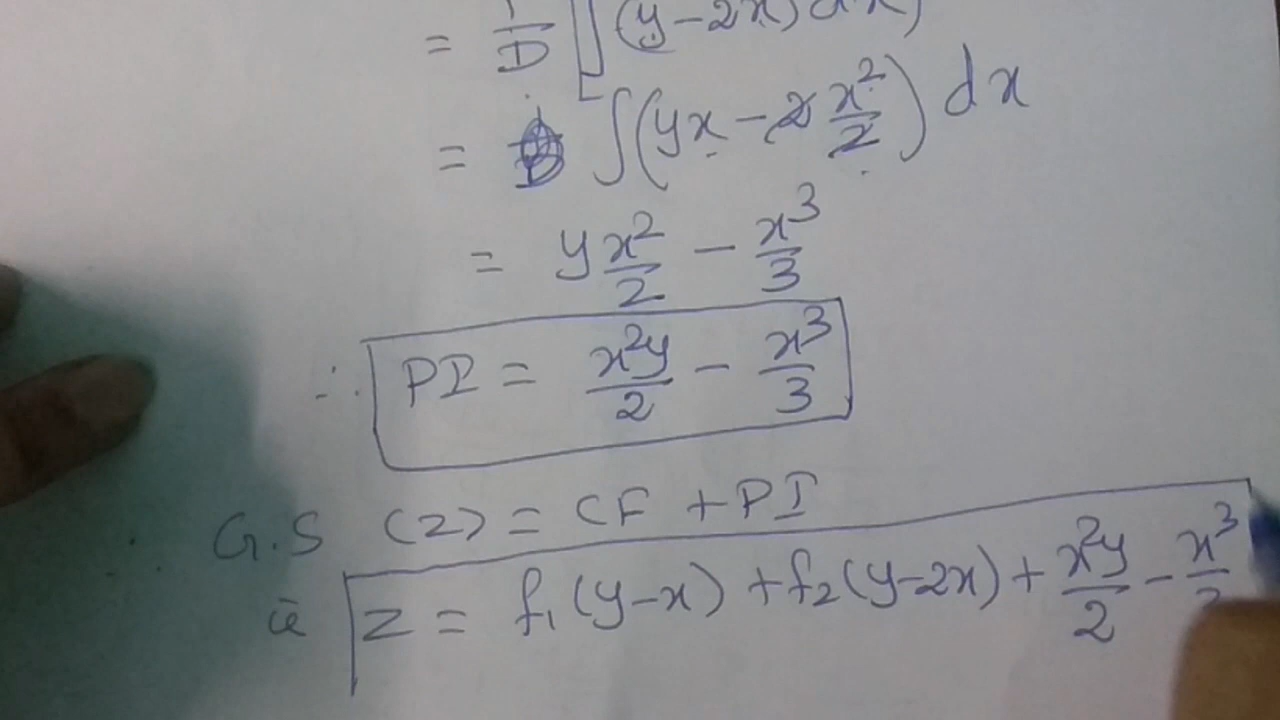 = 1/D [∫(y-2x)dx]
= ∫(yx - 2 x²/2) dx
= y x²/2 - x³/3
∴ PI = x²y/2 - x³/3
∴ G.S (Z) = CF + PI
ie Z = f₁(y-x) + f₂(y-2x) + x²y/2 - x³